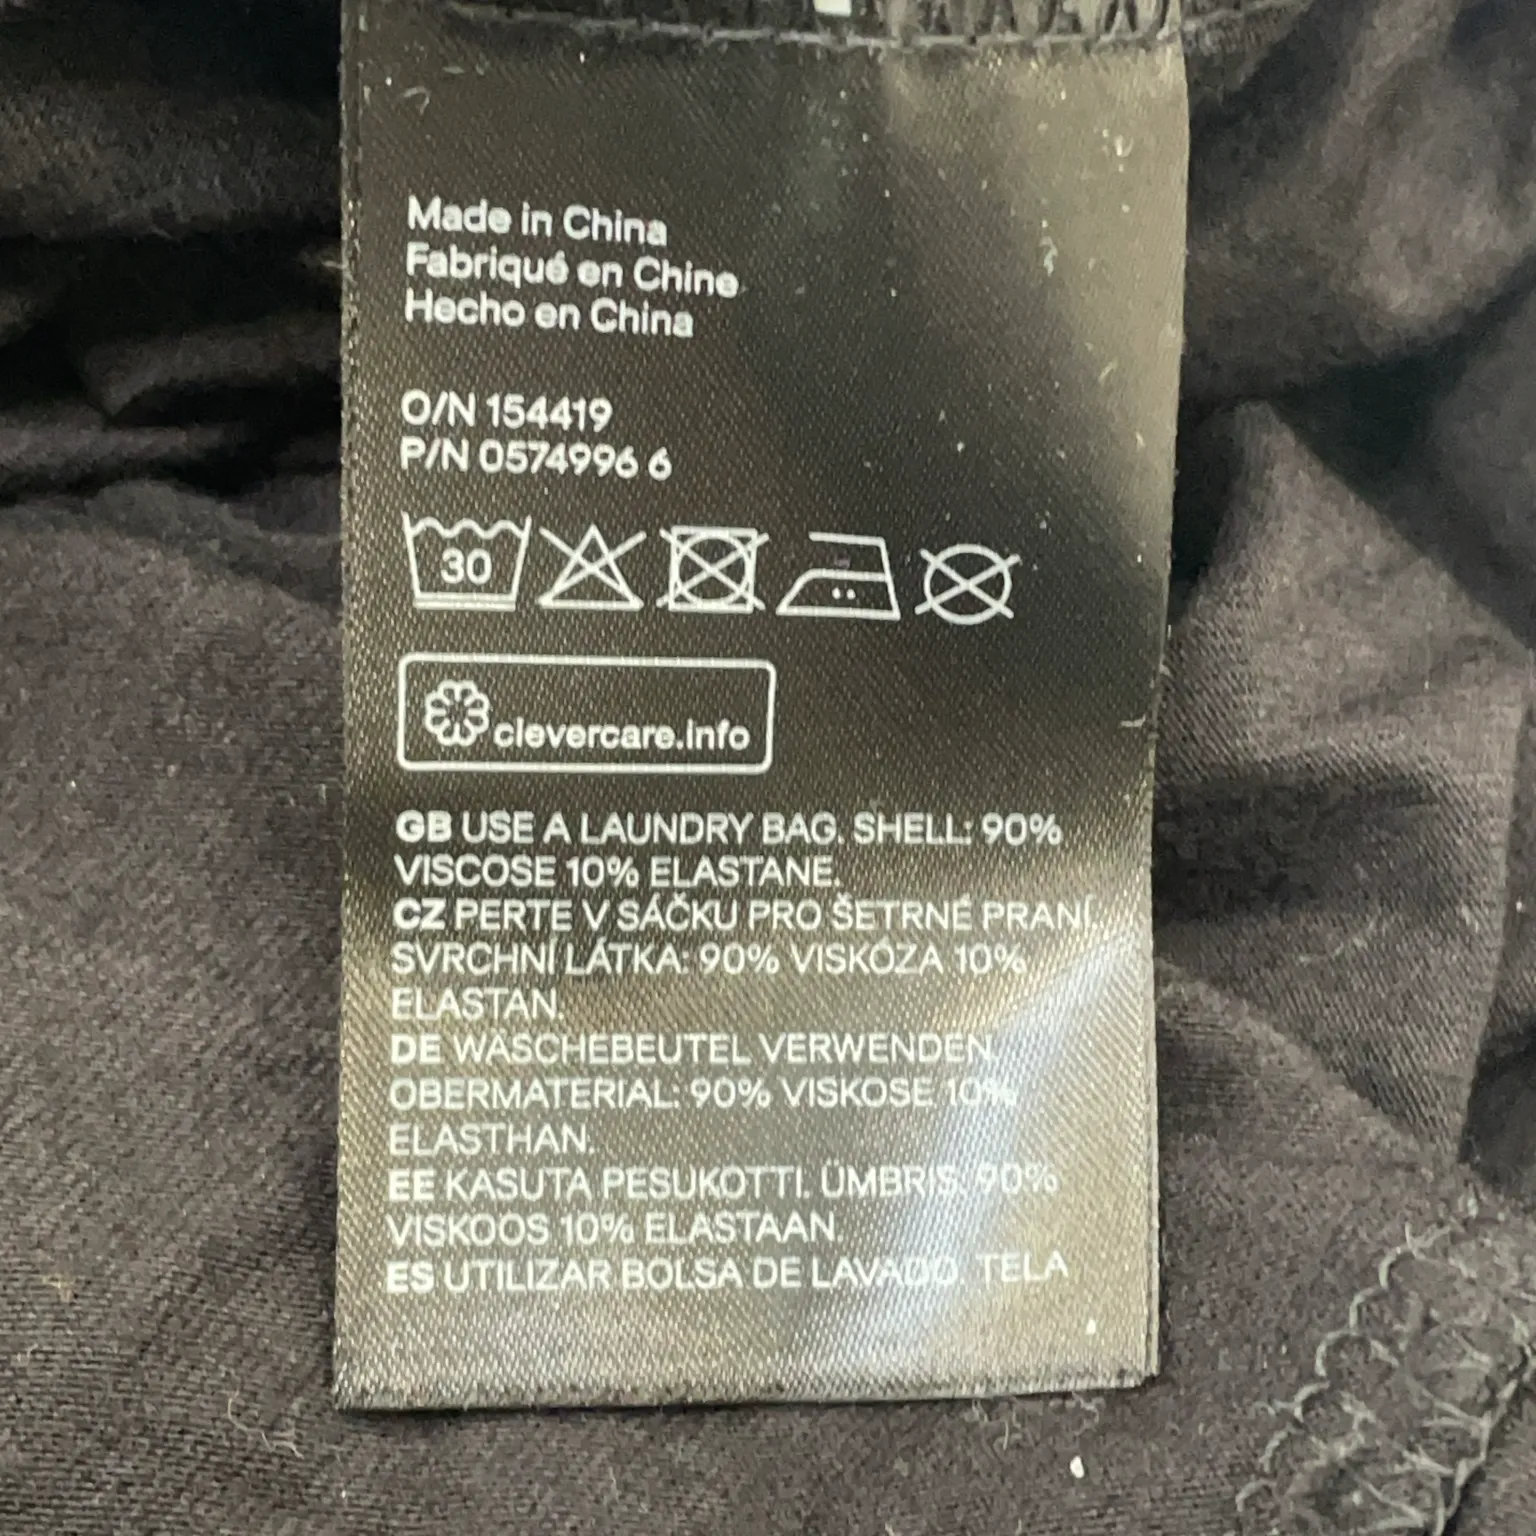 Made in China
Fabriqué en Chine
Hecho en China
O/N 154419
P/N 0574996 6
30
clevercare.info
GB USE A LAUNDRY BAG. SHELL: 90%
VISCOSE 10% ELASTANE.
CZ PERTE V SÁČKU PRO ŠETRNÉ PRANÍ.
SVRCHNÍ LÁTKA: 90% VISKÓZA 10%
ELASTAN.
DE WÄSCHEBEUTEL VERWENDEN.
OBERMATERIAL: 90% VISKOSE 10%
ELASTHAN.
EE KASUTA PESUKOTTI. ÜMBRIS: 90%
VISKOOS 10% ELASTAAN.
ES UTILIZAR BOLSA DE LAVADO. TELA